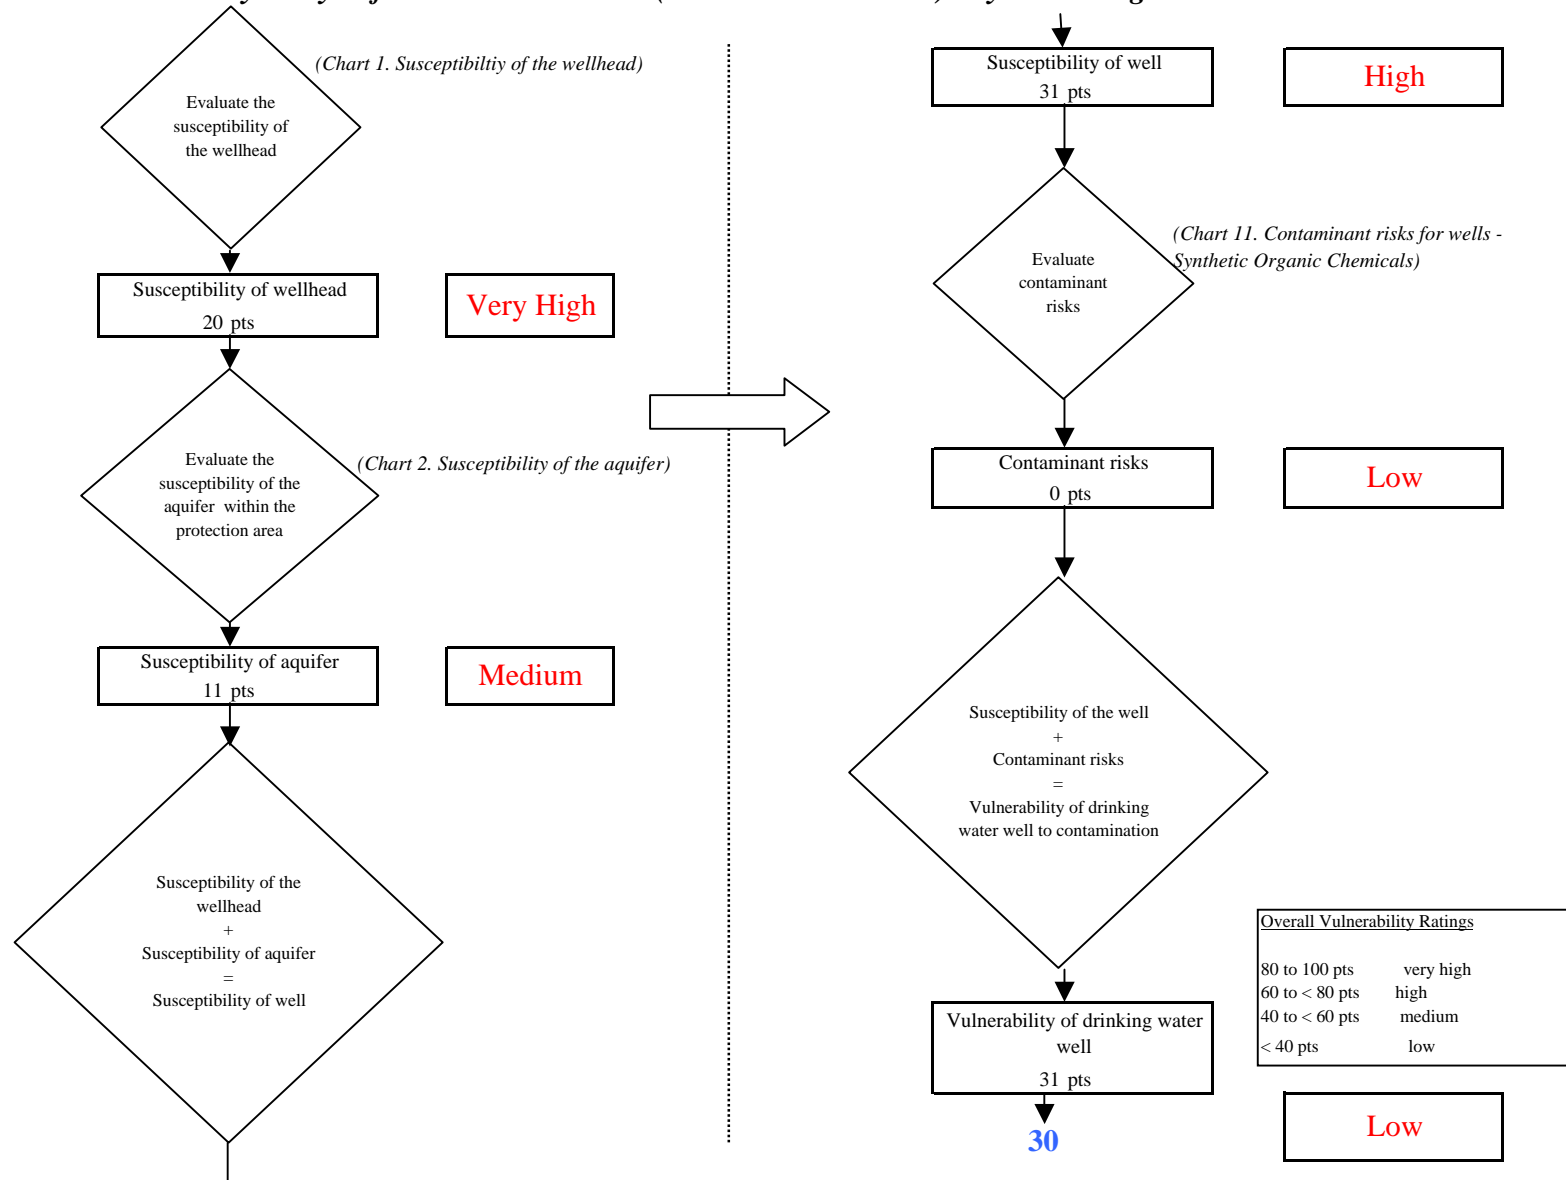 (Chart 1. Susceptibiltiy of the wellhead)
Evaluate the
susceptibility of
the wellhead
Susceptibility of wellhead
20 pts
Very High
(Chart 2. Susceptibility of the aquifer)
Evaluate the
susceptibility of the
aquifer within the
protection area
Susceptibility of aquifer
11 pts
Medium
Susceptibility of the
wellhead
+
Susceptibility of aquifer
=
Susceptibility of well
Susceptibility of well
31 pts
High
(Chart 11. Contaminant risks for wells -
Synthetic Organic Chemicals)
Evaluate
contaminant
risks
Contaminant risks
0 pts
Low
Susceptibility of the well
+
Contaminant risks
=
Vulnerability of drinking
water well to contamination
Overall Vulnerability Ratings
80 to 100 pts very high
60 to < 80 pts high
40 to < 60 pts medium
< 40 pts low
Vulnerability of drinking water
well
31 pts
30
Low